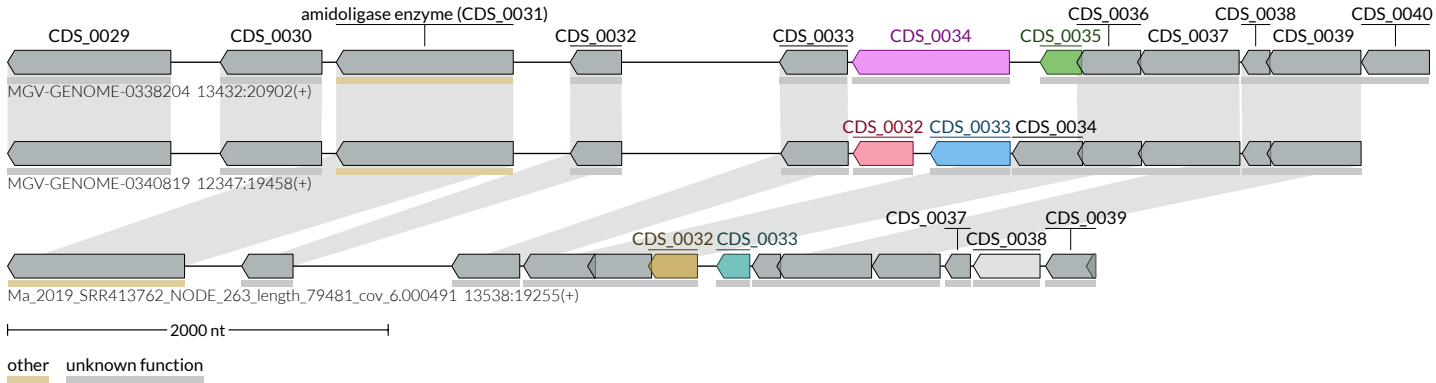 amidoligase enzyme (CDS_0031) CDS_0036 CDS_0038 CDS_0040
CDS_0029 CDS_0030 CDS_0032 CDS_0033 CDS_0034 CDS_0035 CDS_0037 CDS_0039
MGV-GENOME-0338204 13432:20902(+)
CDS_0032 CDS_0033 CDS_0034
MGV-GENOME-0340819 12347:19458(+)
CDS_0037 CDS_0039
CDS_0032 CDS_0033 CDS_0038
Ma_2019_SRR413762_NODE_263_length_79481_cov_6.000491 13538:19255(+)
2000 nt
other unknown function